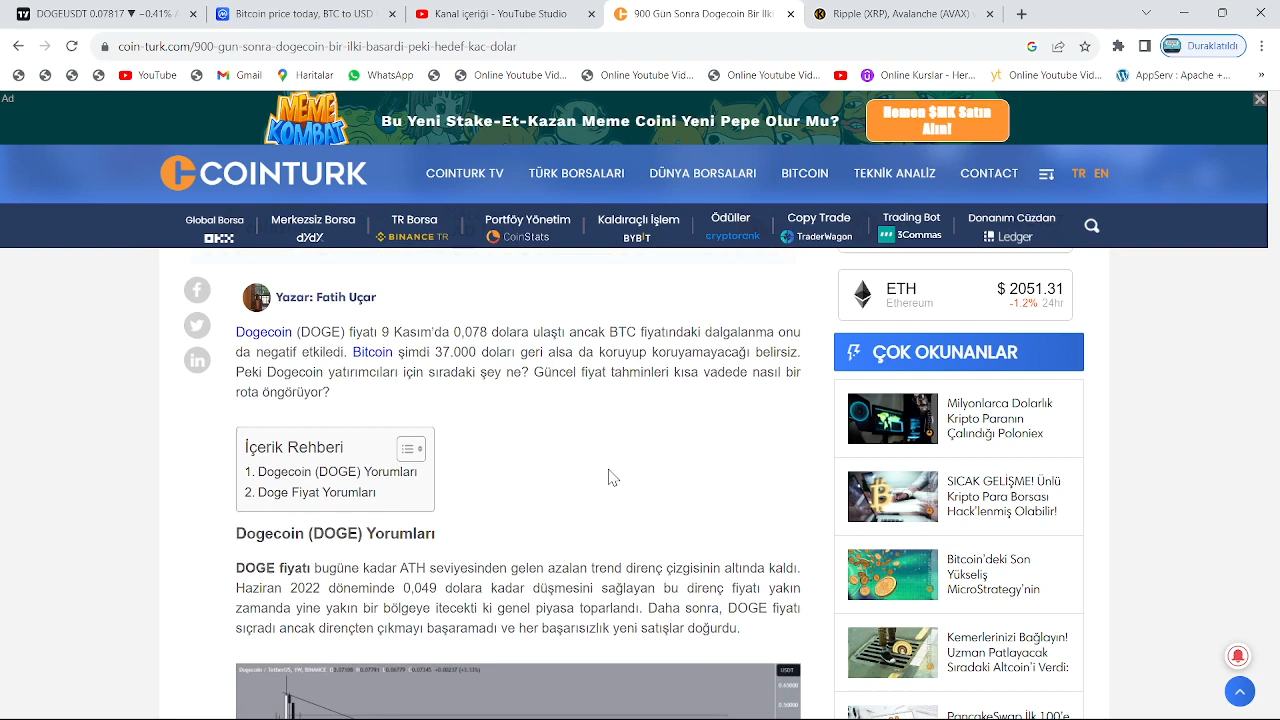 DOGEUSDT 0.07817 ▼ −0.41%
YouTube Studio
900 Gün Sonra Dogecoin Bir İlki
Ripple (XRP), Avalanche (AVAX)
coin-turk.com/900-gun-sonra-dogecoin-bir-ilki-basardi-peki-hedef-kac-dolar
Duraklatıldı
YouTube
Gmail
Haritalar
WhatsApp
Online Youtube Vid...
Online Youtube Vid...
Online Youtube Vid...
Online Kurslar - Her...
Online Youtube Vid...
AppServ : Apache +...
Ad
MEME KOMBAT
Bu Yeni Stake-Et-Kazan Meme Coini Yeni Pepe Olur Mu?
Hemen $MK Satın
Alın!
COINTURK
COINTURK TV
TÜRK BORSALARI
DÜNYA BORSALARI
BITCOIN
TEKNİK ANALİZ
CONTACT
TR EN
Global Borsa
OKX
Merkezsiz Borsa
dYdX
TR Borsa
BINANCE TR
Portföy Yönetim
CoinStats
Kaldıraçlı İşlem
BYBIT
Ödüller
cryptorank
Copy Trade
TraderWagon
Trading Bot
3Commas
Donanım Cüzdan
Ledger
Yazar: Fatih Uçar
Dogecoin (DOGE) fiyatı 9 Kasım'da 0,078 dolara ulaştı ancak BTC fiyatındaki dalgalanma onu
da negatif etkiledi. Bitcoin şimdi 37.000 doları geri alsa da koruyup koruyamayacağı belirsiz.
Peki Dogecoin yatırımcıları için sıradaki şey ne? Güncel fiyat tahminleri kısa vadede nasıl bir
rota öngörüyor?
İçerik Rehberi
1. Dogecoin (DOGE) Yorumları
2. Doge Fiyat Yorumları
Dogecoin (DOGE) Yorumları
DOGE fiyatı bugüne kadar ATH seviyesinden gelen azalan trend direnç çizgisinin altında kaldı.
Haziran 2022 döneminde 0,049 dolara kadar düşmesini sağlayan bu direnç fiyatı yakın
zamanda yine yakın bir bölgeye itecekti ki genel piyasa toparlandı. Daha sonra, DOGE fiyatı
sıçradı ancak dirençten çıkmayı başaramadı ve her başarısızlık yeni satışlar doğurdu.
Dogecoin / TetherUS, 1W, BINANCE
USDT
ETH
$ 2051.31
Ethereum
-1.2% 24hr
ÇOK OKUNANLAR
Milyonlarca Dolarlık
Kripto Paranın
Çalındığı Poloniex
SICAK GELİŞME! Ünlü
Kripto Para Borsası
Hack'lenmiş Olabilir!
Bitcoin'deki Son
Yükseliş
MicroStrategy'nin
Kemerlerinizi Bağlayın!
Uzman Patlayacak
Sıradaki Altcoin'i Bildi
PancakeSwap İlk 100'e